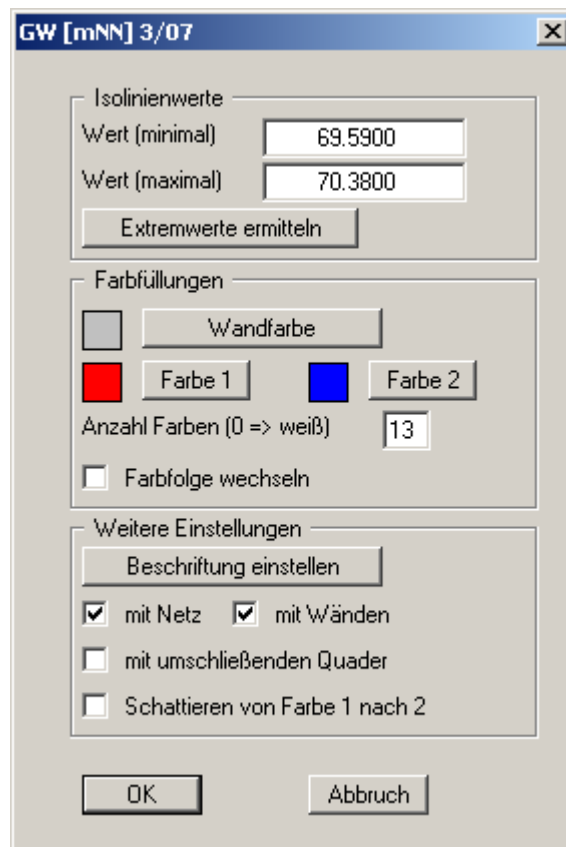 GW [mNN] 3/07
Isolinienwerte
Wert (minimal) 69.5900
Wert (maximal) 70.3800
Extremwerte ermitteln
Farbfüllungen
Wandfarbe
Farbe 1 Farbe 2
Anzahl Farben (0 => weiß) 13
Farbfolge wechseln
Weitere Einstellungen
Beschriftung einstellen
mit Netz mit Wänden
mit umschließenden Quader
Schattieren von Farbe 1 nach 2
OK Abbruch